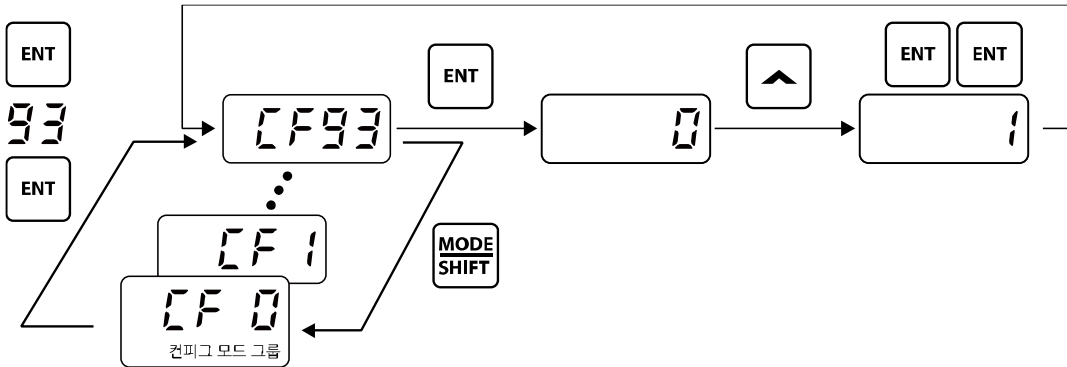 ENT
93
ENT
CF93
ENT
0
ENT ENT
1
CF 1
MODE
SHIFT
CF 0
컨피그 모드 그룹